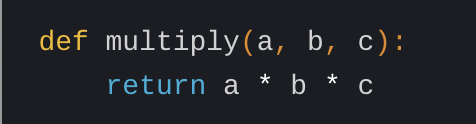 def multiply(a, b, c):
    return a * b * c